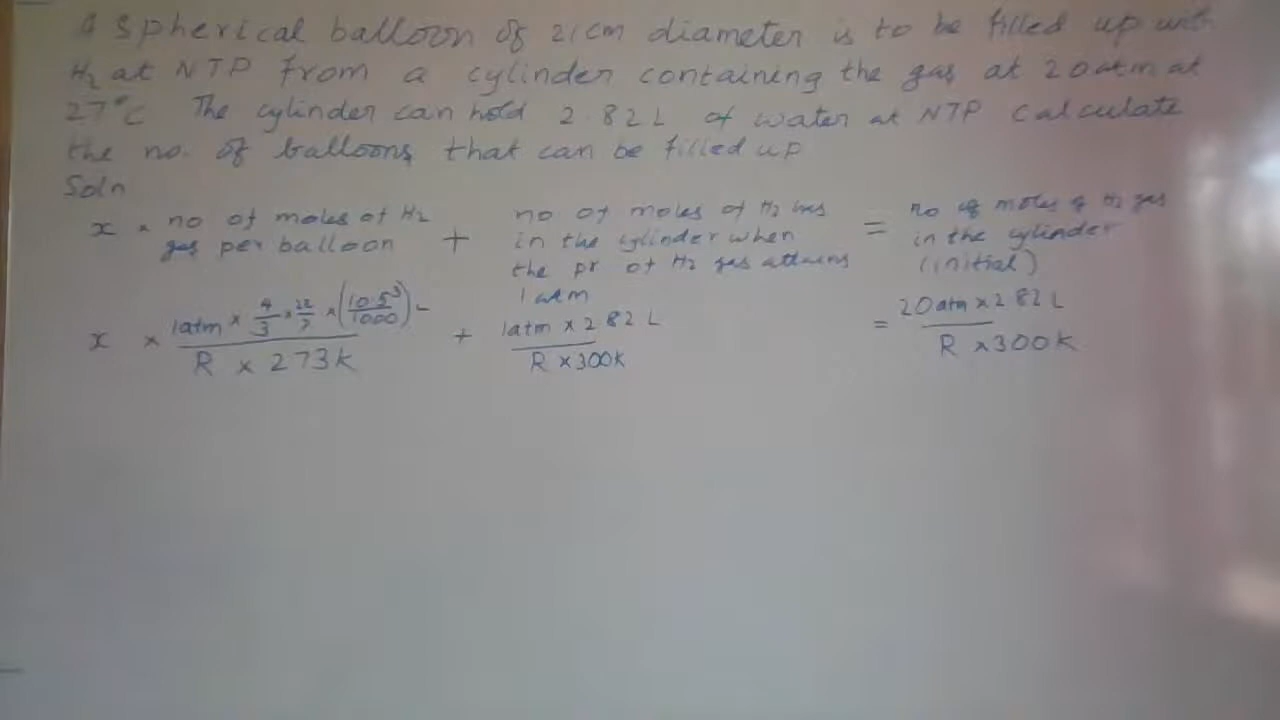 A spherical balloon of 21cm diameter is to be filled up with
H₂ at NTP from a cylinder containing the gas at 20atm at
27°C The cylinder can hold 2.82L of water at NTP Calculate
the no. of balloons that can be filled up
Soln
x × no of moles of H₂ gas per balloon + no of moles of H₂ gas in the cylinder when the pr of H₂ gas attains 1 atm = no of moles of H₂ gas in the cylinder (initial)
x × (1atm × 4/3 × 22/7 × (10.5³/1000) L)/(R × 273K) + (1atm × 2 82 L)/(R × 300K) = (20atm × 2 82 L)/(R × 300K)